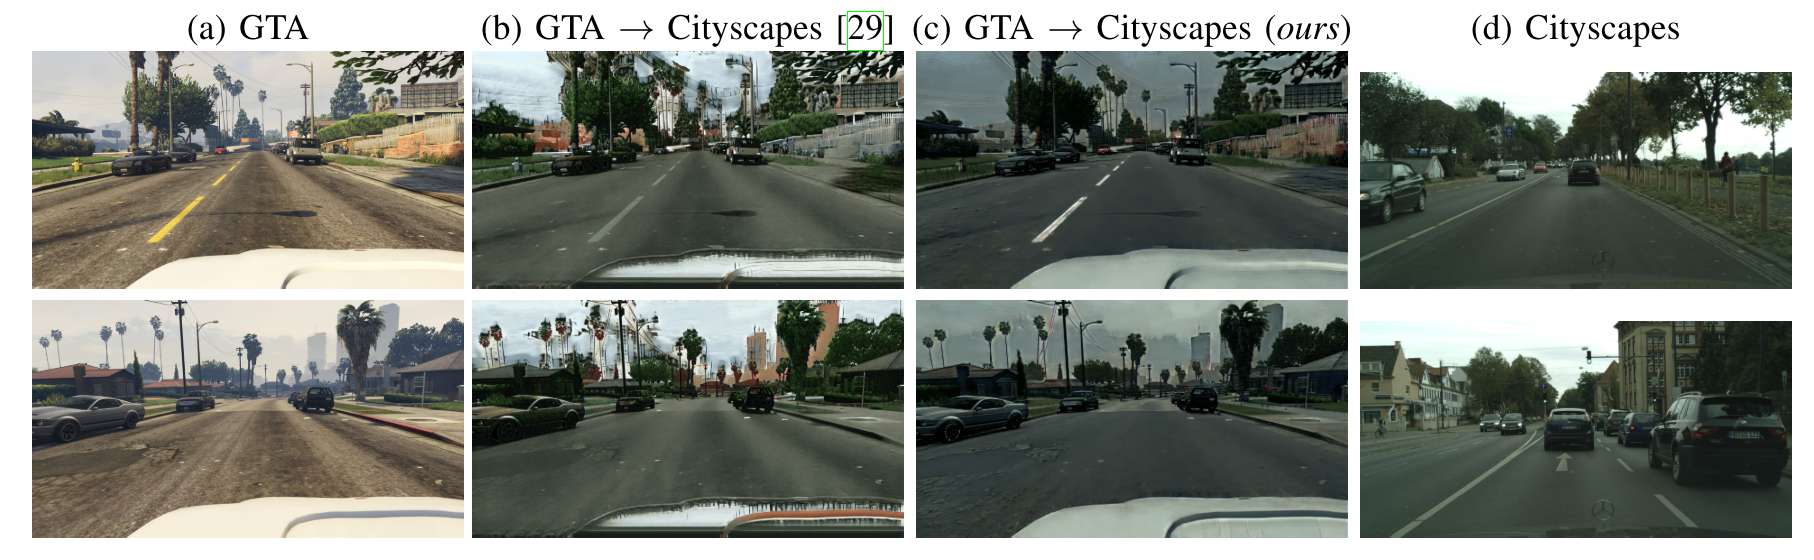 (a) GTA
(b) GTA → Cityscapes [29]
(c) GTA → Cityscapes (ours)
(d) Cityscapes